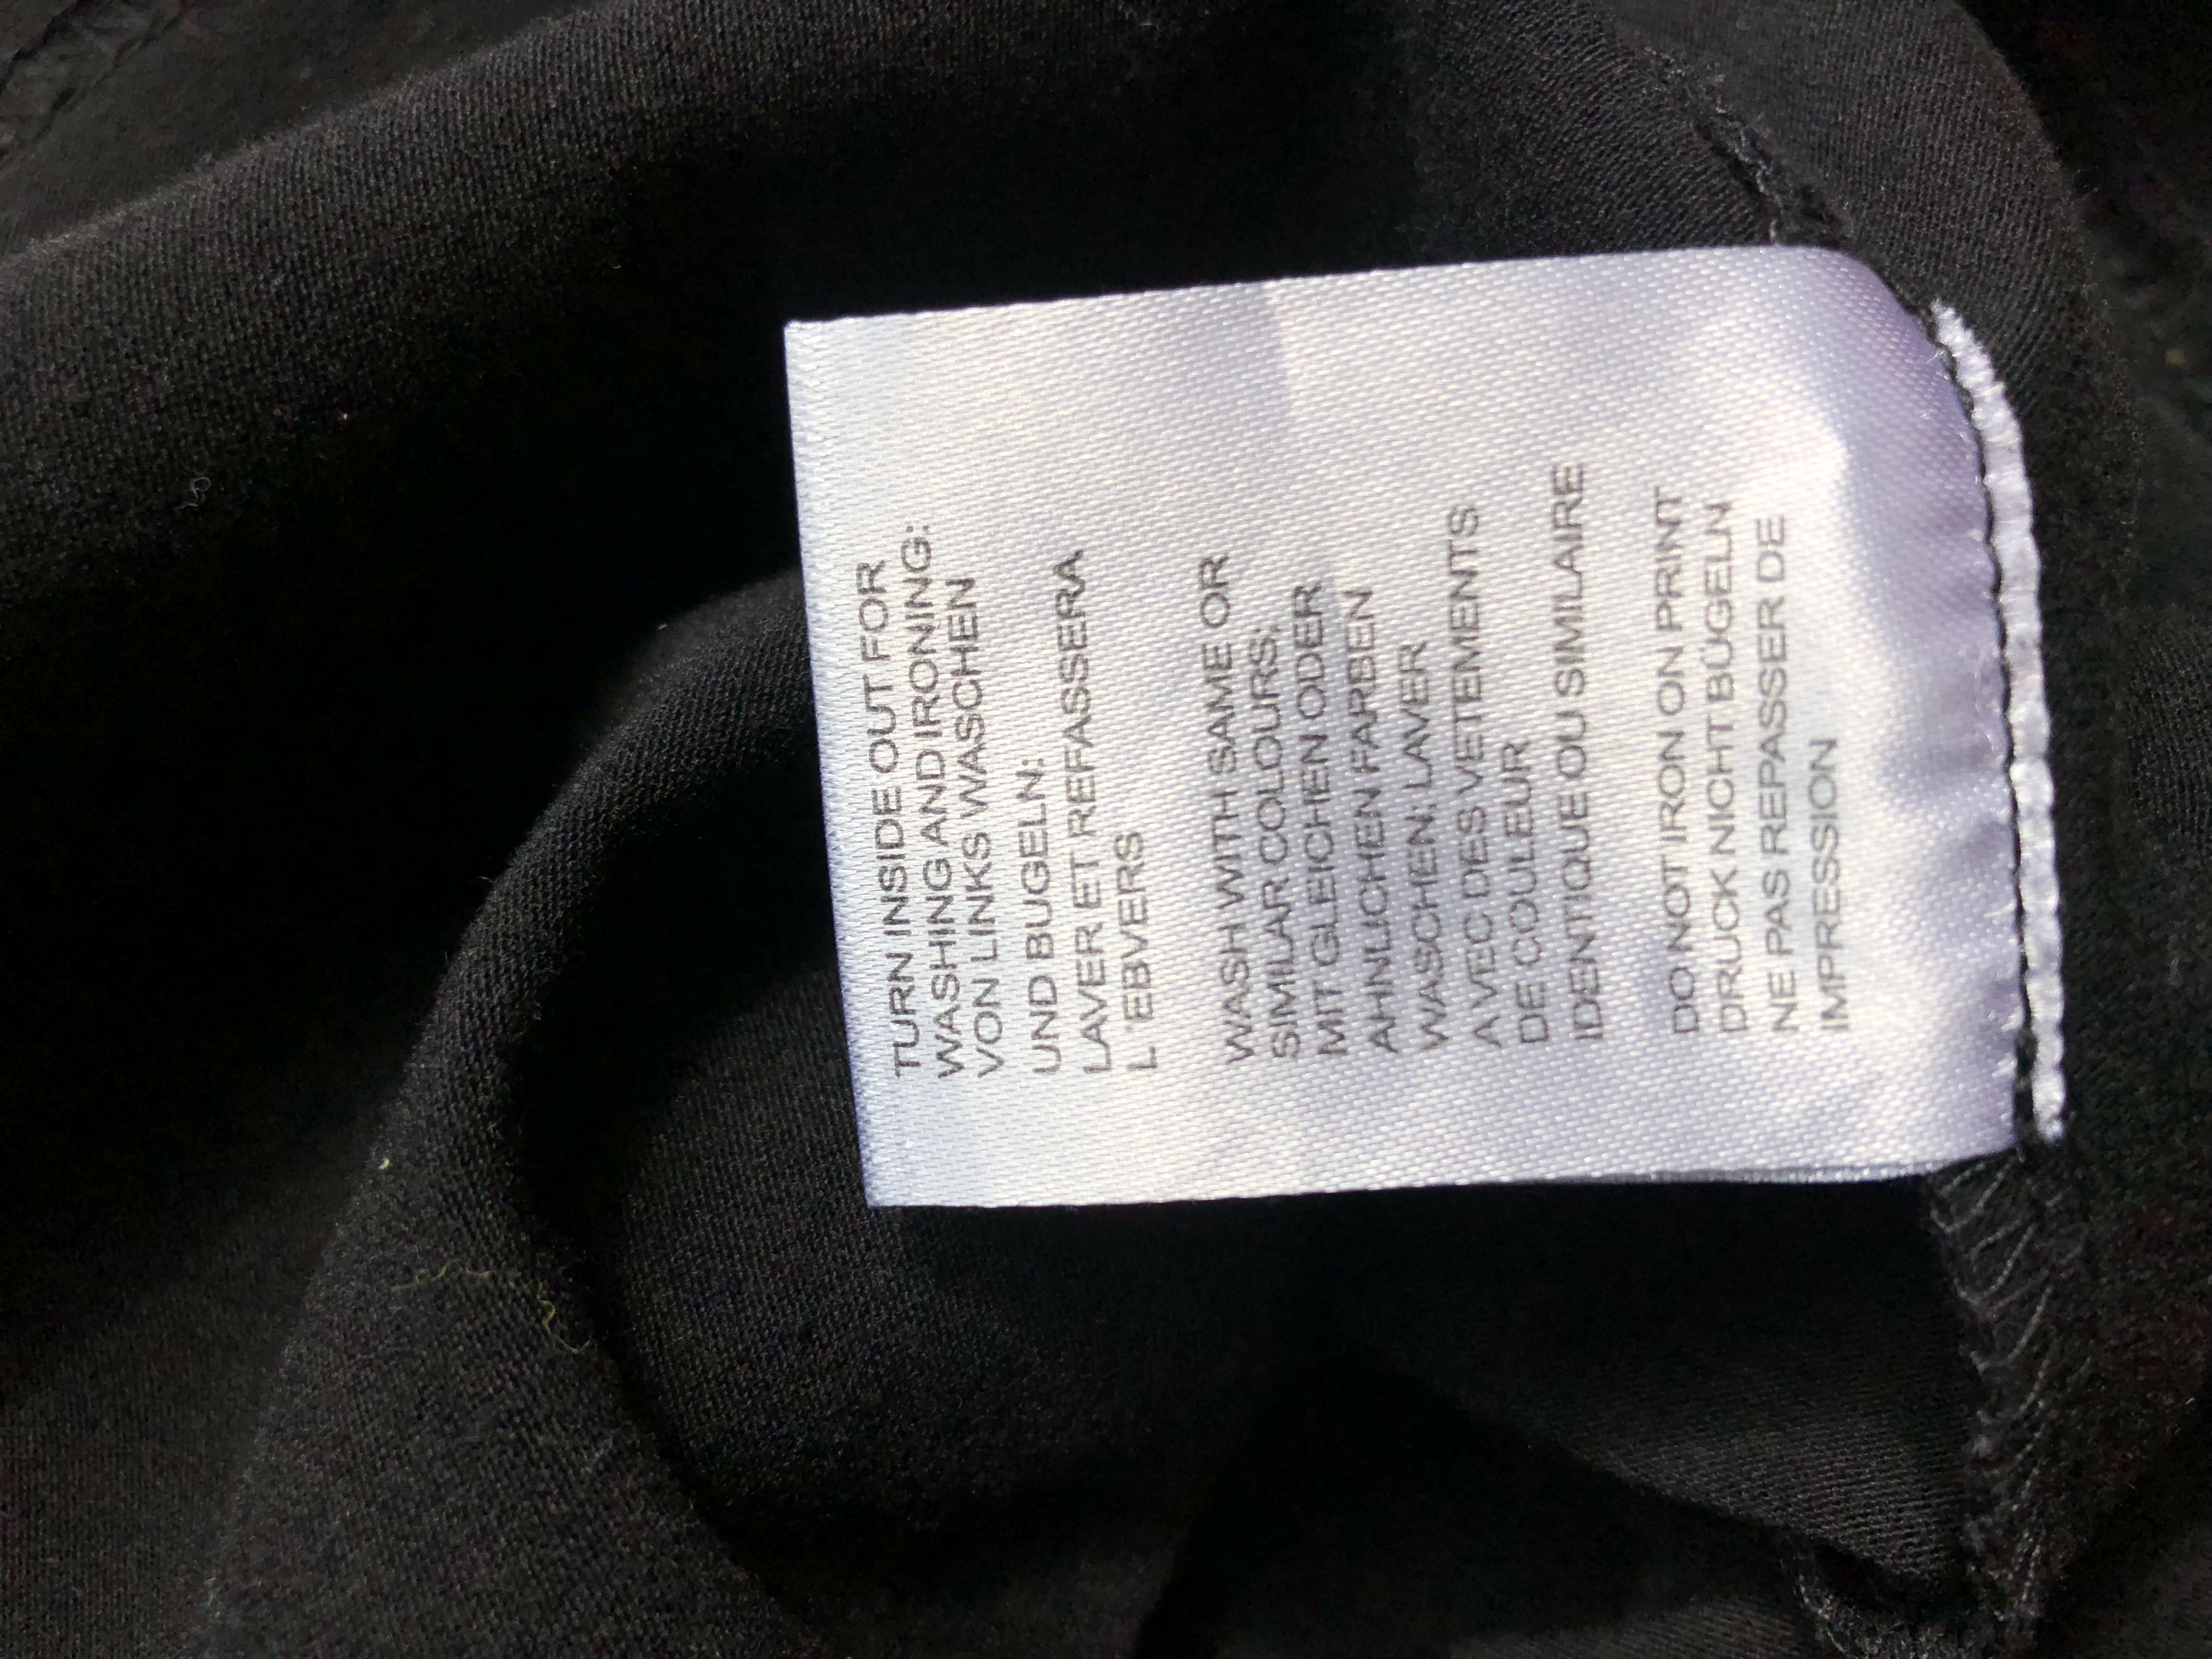 TURN INSIDE OUT FOR
WASHING AND IRONING:
VON LINKS WASCHEN
UND BUGELN:
LAVER ET REFASSERA
L'EBVERS
WASH WITH SAME OR
SIMILAR COLOURS;
MIT GLEICHEN ODER
AHNLICHEN FARBEN
WASCHEN; LAVER
AVEC DES VETEMENTS
DE COULEUR
IDENTIQUE OU SIMILAIRE
DO NOT IRON ON PRINT
DRUCK NICHT BÜGELN
NE PAS REPASSER DE
IMPRESSION